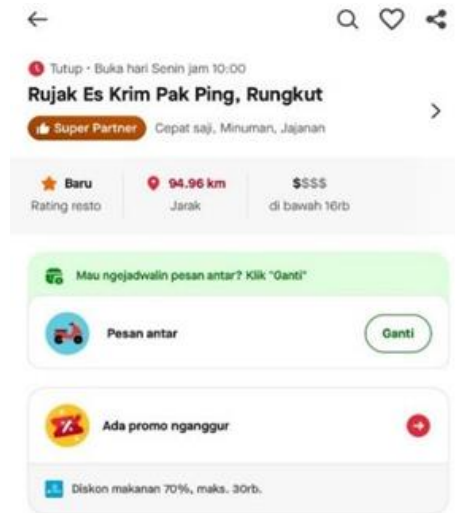 Tutup • Buka hari Senin jam 10:00
Rujak Es Krim Pak Ping, Rungkut
Super Partner Cepat saji, Minuman, Jajanan
Baru 94.96 km $$$$
Rating resto Jarak di bawah 16rb
Mau ngejadwalin pesan antar? Klik "Ganti"
Pesan antar Ganti
Ada promo nganggur
Diskon makanan 70%, maks. 30rb.